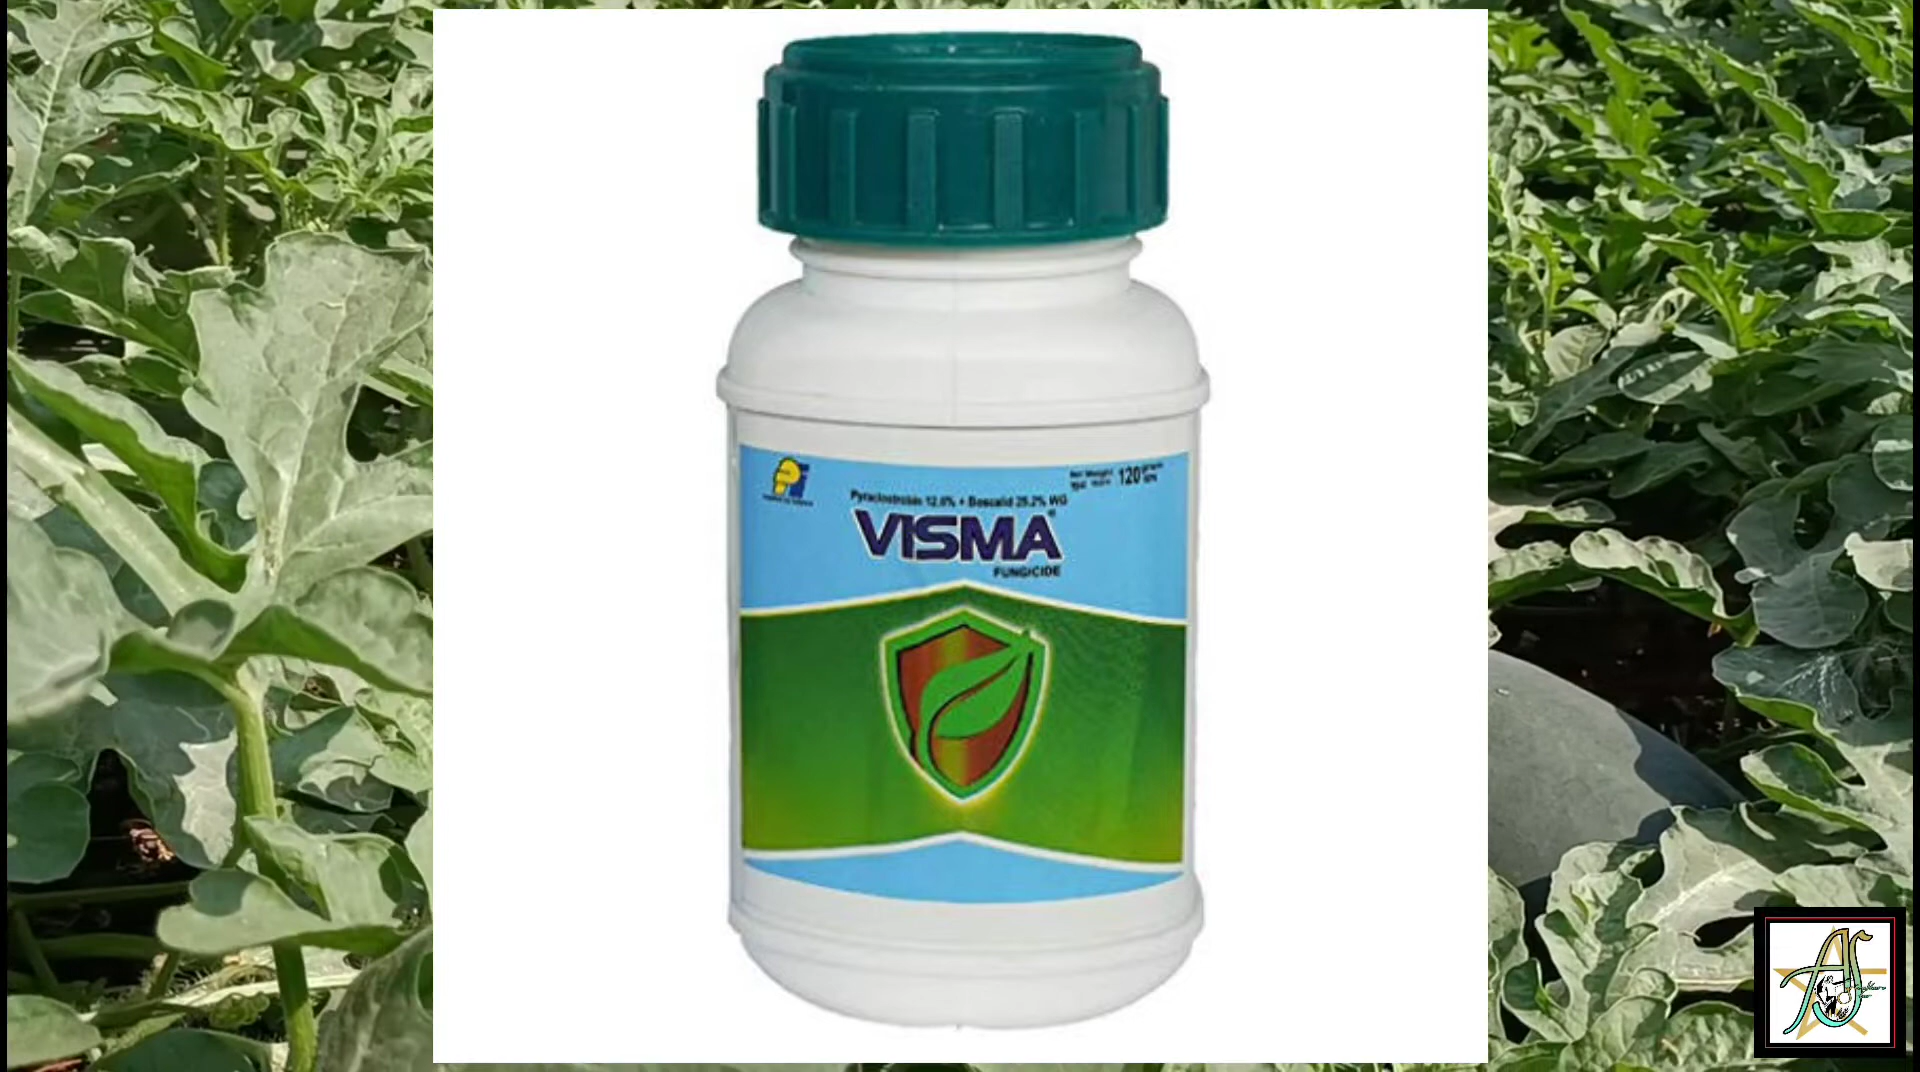 Net Weight
120
Pyraclostrobin 12.8% + Boscalid 25.2% WG
VISMA®
FUNGICIDE